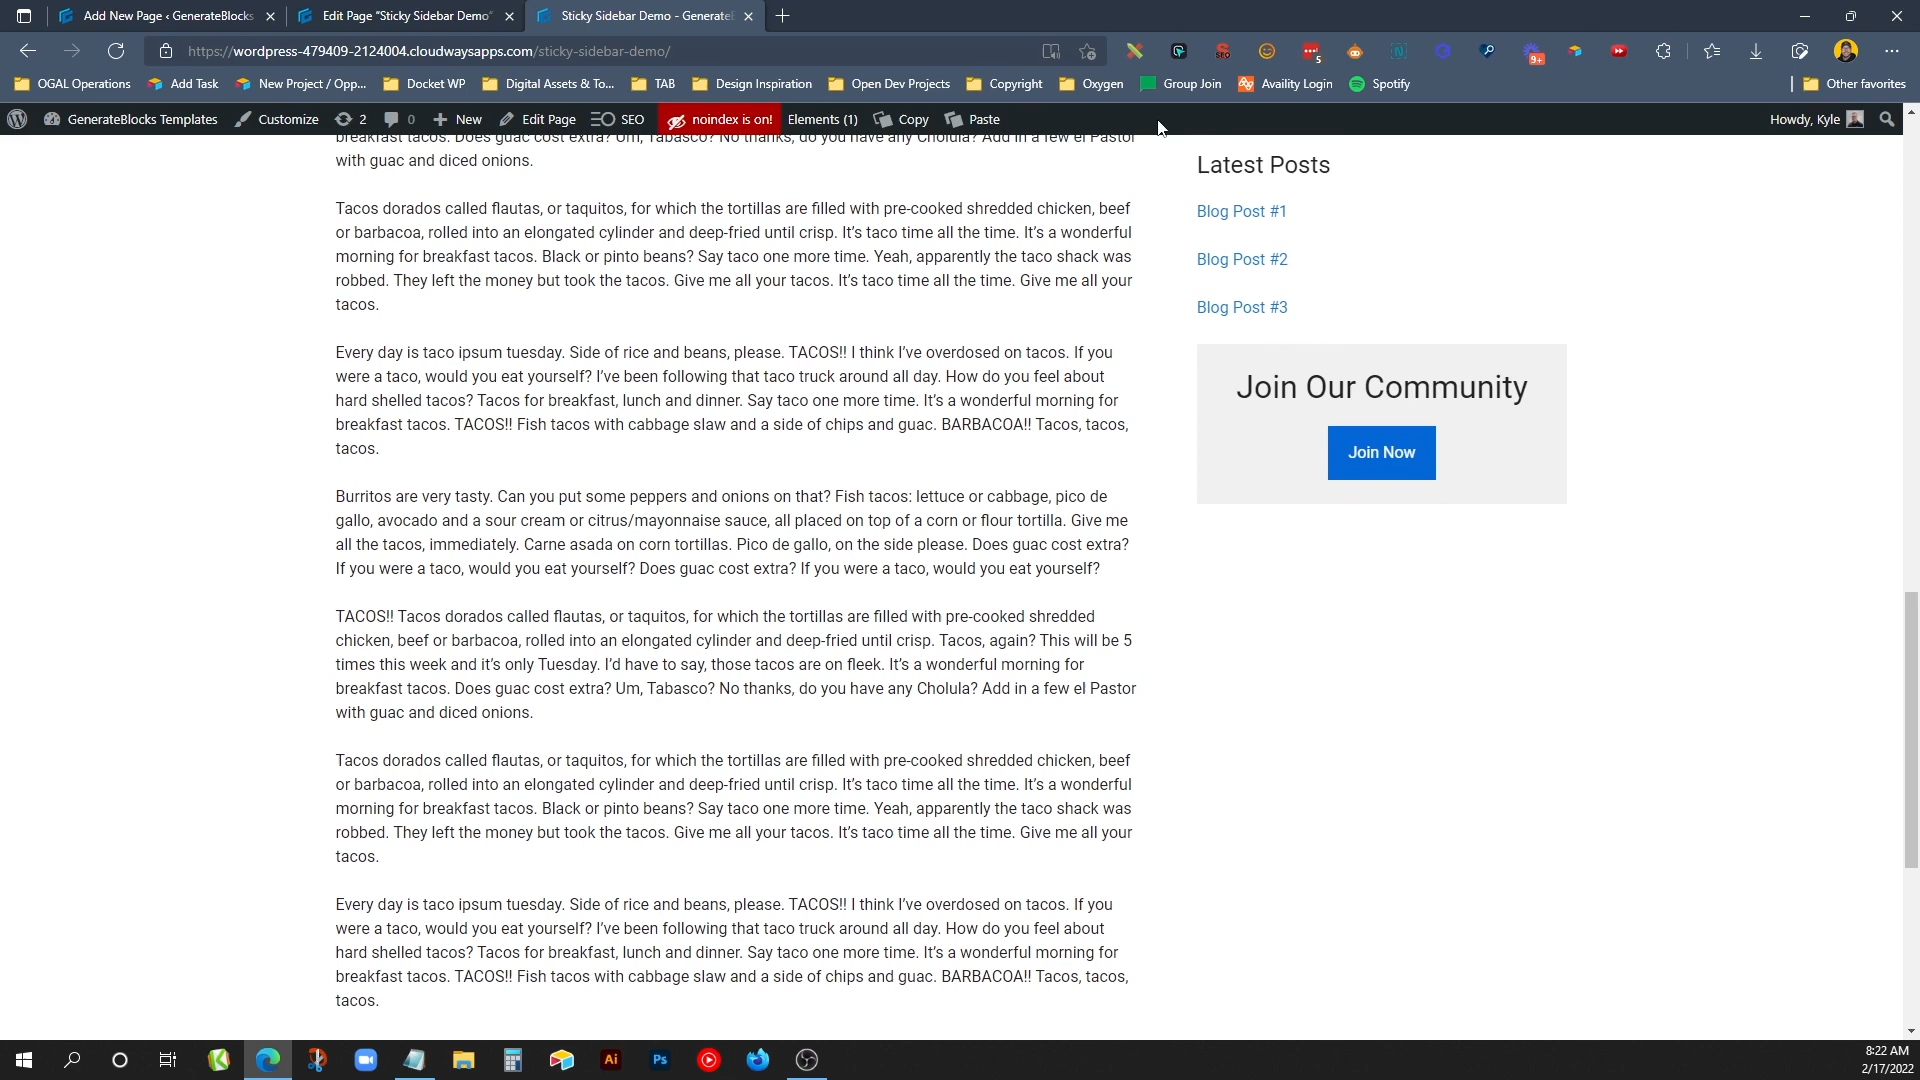 Add New Page ‹ GenerateBlocks
Edit Page "Sticky Sidebar Demo"
Sticky Sidebar Demo - Generate
https://wordpress-479409-2124004.cloudwaysapps.com/sticky-sidebar-demo/
SEO
5
9+
OGAL Operations
Add Task
New Project / Opp...
Docket WP
Digital Assets & To...
TAB
Design Inspiration
Open Dev Projects
Copyright
Oxygen
Group Join
Availity Login
Spotify
Other favorites
GenerateBlocks Templates
Customize
2
0
New
Edit Page
SEO
noindex is on!
Elements (1)
Copy
Paste
Howdy, Kyle
breakfast tacos. Does guac cost extra? Um, Tabasco? No thanks, do you have any Cholula? Add in a few el Pastor
with guac and diced onions.
Tacos dorados called flautas, or taquitos, for which the tortillas are filled with pre-cooked shredded chicken, beef
or barbacoa, rolled into an elongated cylinder and deep-fried until crisp. It's taco time all the time. It's a wonderful
morning for breakfast tacos. Black or pinto beans? Say taco one more time. Yeah, apparently the taco shack was
robbed. They left the money but took the tacos. Give me all your tacos. It's taco time all the time. Give me all your
tacos.
Every day is taco ipsum tuesday. Side of rice and beans, please. TACOS!! I think I've overdosed on tacos. If you
were a taco, would you eat yourself? I've been following that taco truck around all day. How do you feel about
hard shelled tacos? Tacos for breakfast, lunch and dinner. Say taco one more time. It's a wonderful morning for
breakfast tacos. TACOS!! Fish tacos with cabbage slaw and a side of chips and guac. BARBACOA!! Tacos, tacos,
tacos.
Burritos are very tasty. Can you put some peppers and onions on that? Fish tacos: lettuce or cabbage, pico de
gallo, avocado and a sour cream or citrus/mayonnaise sauce, all placed on top of a corn or flour tortilla. Give me
all the tacos, immediately. Carne asada on corn tortillas. Pico de gallo, on the side please. Does guac cost extra?
If you were a taco, would you eat yourself? Does guac cost extra? If you were a taco, would you eat yourself?
TACOS!! Tacos dorados called flautas, or taquitos, for which the tortillas are filled with pre-cooked shredded
chicken, beef or barbacoa, rolled into an elongated cylinder and deep-fried until crisp. Tacos, again? This will be 5
times this week and it's only Tuesday. I'd have to say, those tacos are on fleek. It's a wonderful morning for
breakfast tacos. Does guac cost extra? Um, Tabasco? No thanks, do you have any Cholula? Add in a few el Pastor
with guac and diced onions.
Tacos dorados called flautas, or taquitos, for which the tortillas are filled with pre-cooked shredded chicken, beef
or barbacoa, rolled into an elongated cylinder and deep-fried until crisp. It's taco time all the time. It's a wonderful
morning for breakfast tacos. Black or pinto beans? Say taco one more time. Yeah, apparently the taco shack was
robbed. They left the money but took the tacos. Give me all your tacos. It's taco time all the time. Give me all your
tacos.
Every day is taco ipsum tuesday. Side of rice and beans, please. TACOS!! I think I've overdosed on tacos. If you
were a taco, would you eat yourself? I've been following that taco truck around all day. How do you feel about
hard shelled tacos? Tacos for breakfast, lunch and dinner. Say taco one more time. It's a wonderful morning for
breakfast tacos. TACOS!! Fish tacos with cabbage slaw and a side of chips and guac. BARBACOA!! Tacos, tacos,
tacos.
Latest Posts
Blog Post #1
Blog Post #2
Blog Post #3
Join Our Community
Join Now
Ai
Ps
8:22 AM
2/17/2022